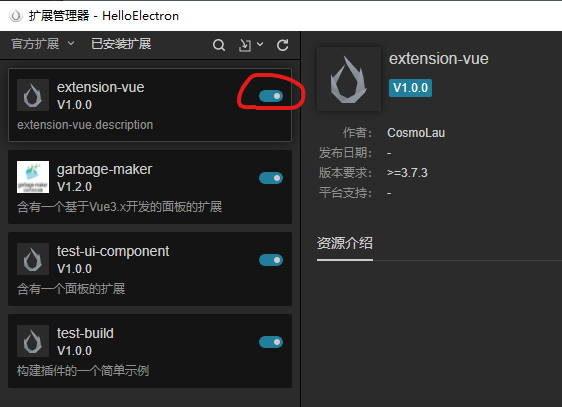 扩展管理器 - HelloElectron
官方扩展 已安装扩展
extension-vue
V1.0.0
extension-vue.description
garbage-maker
V1.2.0
含有一个基于Vue3.x开发的面板的扩展
test-ui-component
V1.0.0
含有一个面板的扩展
test-build
V1.0.0
构建插件的一个简单示例
extension-vue
V1.0.0
作者: CosmoLau
发布日期: -
版本要求: >=3.7.3
平台支持: -
资源介绍